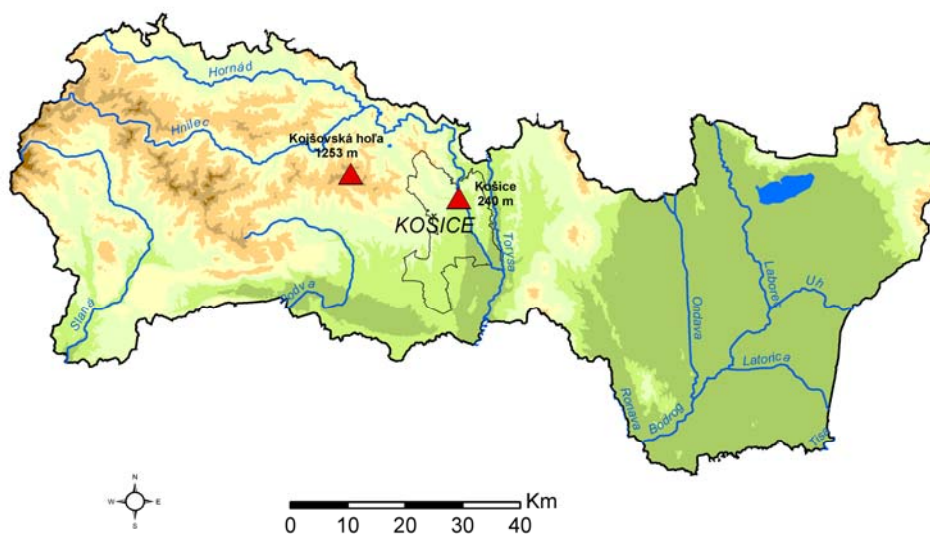 Hornád
Hnilec
Kojšovská hoľa
1253 m
Košice
240 m
KOŠICE
Torysa
Slaná
Bodva
Ondava
Laborec
Uh
Latorica
Ronava
Bodrog
Tisa
N
W
E
S
Km
0
10
20
30
40